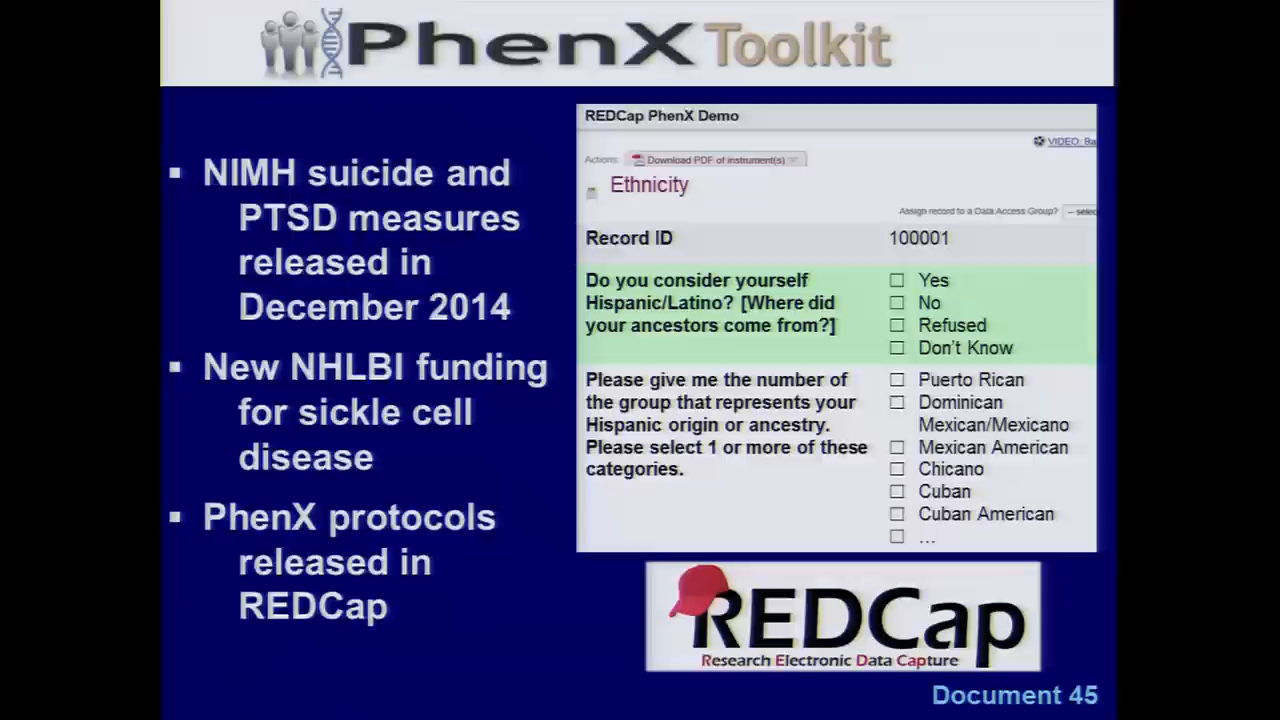 PhenX Toolkit
▪ NIMH suicide and
PTSD measures
released in
December 2014
▪ New NHLBI funding
for sickle cell
disease
▪ PhenX protocols
released in
REDCap
REDCap PhenX Demo
VIDEO: Ba
Actions: Download PDF of instrument(s)
Ethnicity
Assign record to a Data Access Group? -- selec
Record ID 100001
Do you consider yourself ☐ Yes
Hispanic/Latino? [Where did ☐ No
your ancestors come from?] ☐ Refused
☐ Don't Know
Please give me the number of ☐ Puerto Rican
the group that represents your ☐ Dominican
Hispanic origin or ancestry. Mexican/Mexicano
Please select 1 or more of these ☐ Mexican American
categories. ☐ Chicano
☐ Cuban
☐ Cuban American
☐ ...
REDCap
Research Electronic Data Capture
Document 45